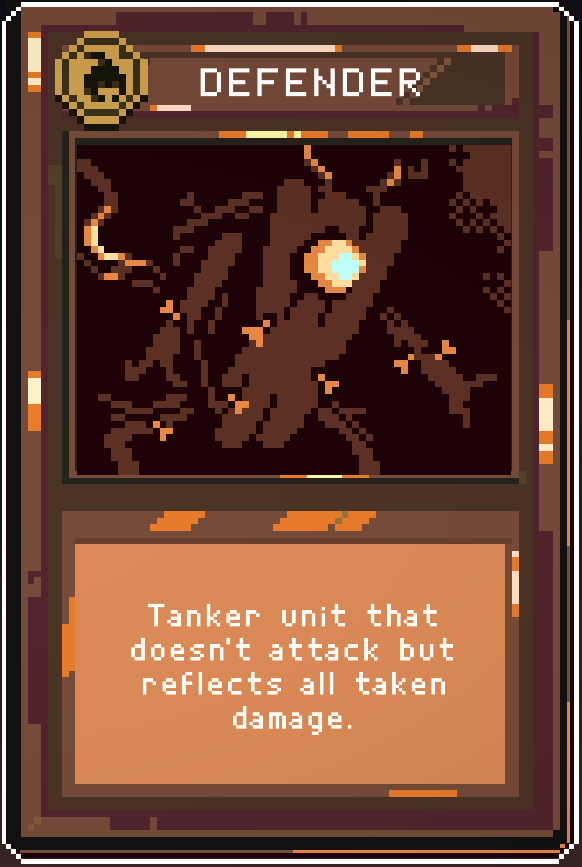 DEFENDER
Tanker unit that
doesn't attack but
reflects all taken
damage.